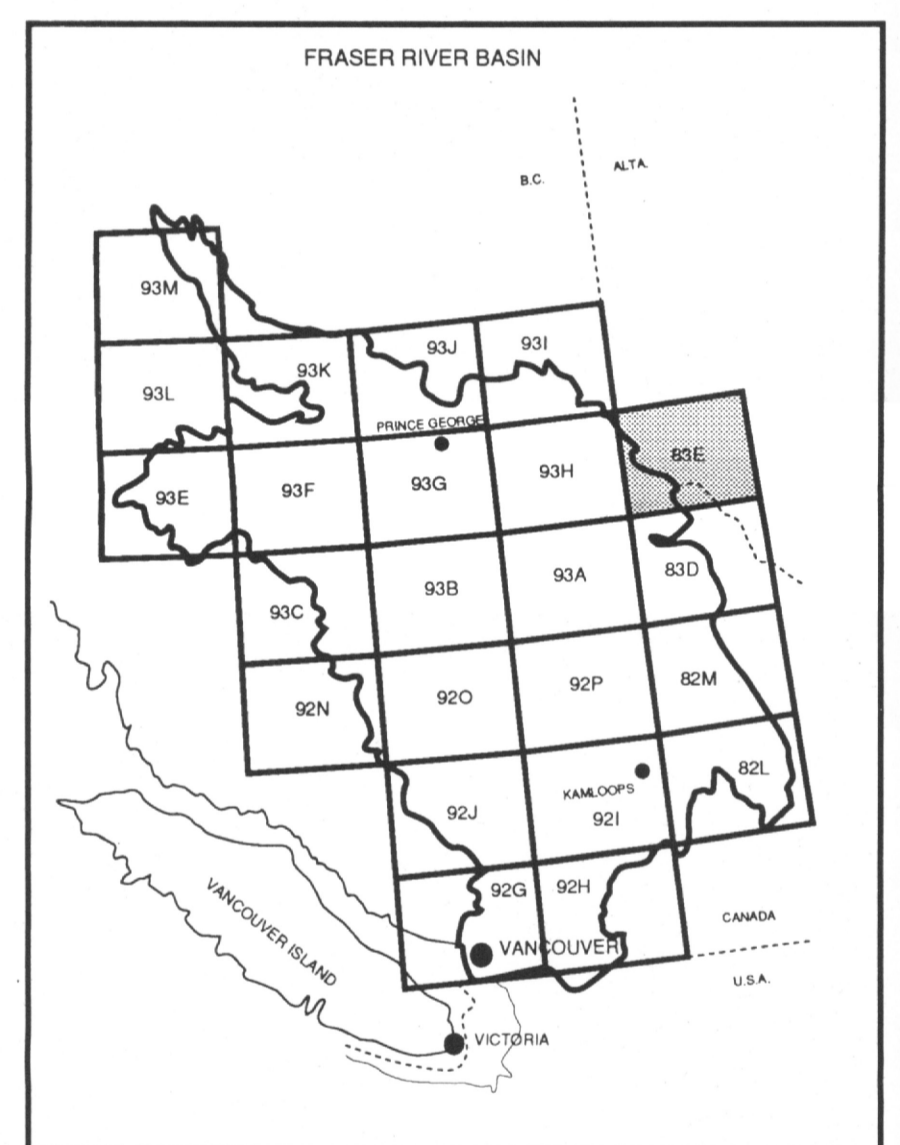 FRASER RIVER BASIN
B.C.
ALTA.
93M
93J
93I
93K
93L
PRINCE GEORGE
83E
93E
93F
93G
93H
93C
93B
93A
83D
92N
92O
92P
82M
82L
KAMLOOPS
92J
92I
92G
92H
VANCOUVER ISLAND
CANADA
VANCOUVER
U.S.A.
VICTORIA